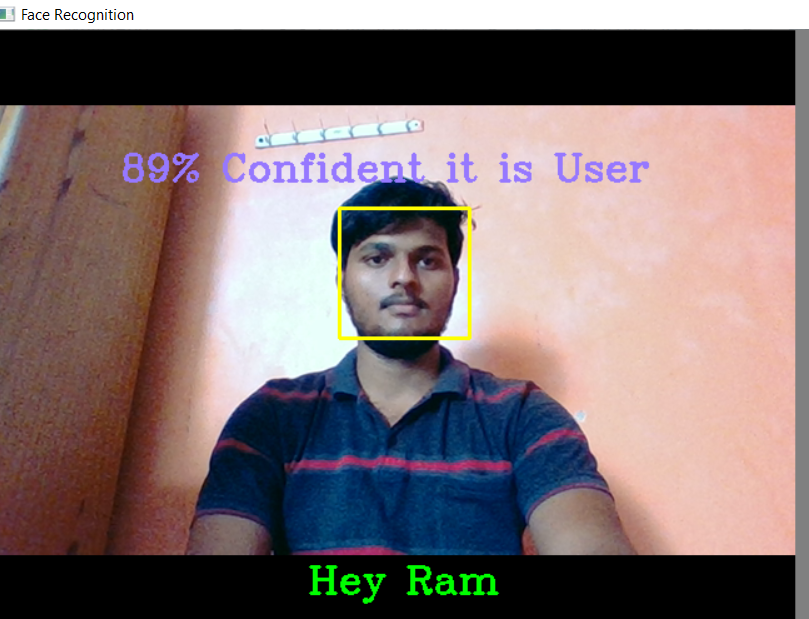 Face Recognition
89% Confident it is User
Hey Ram